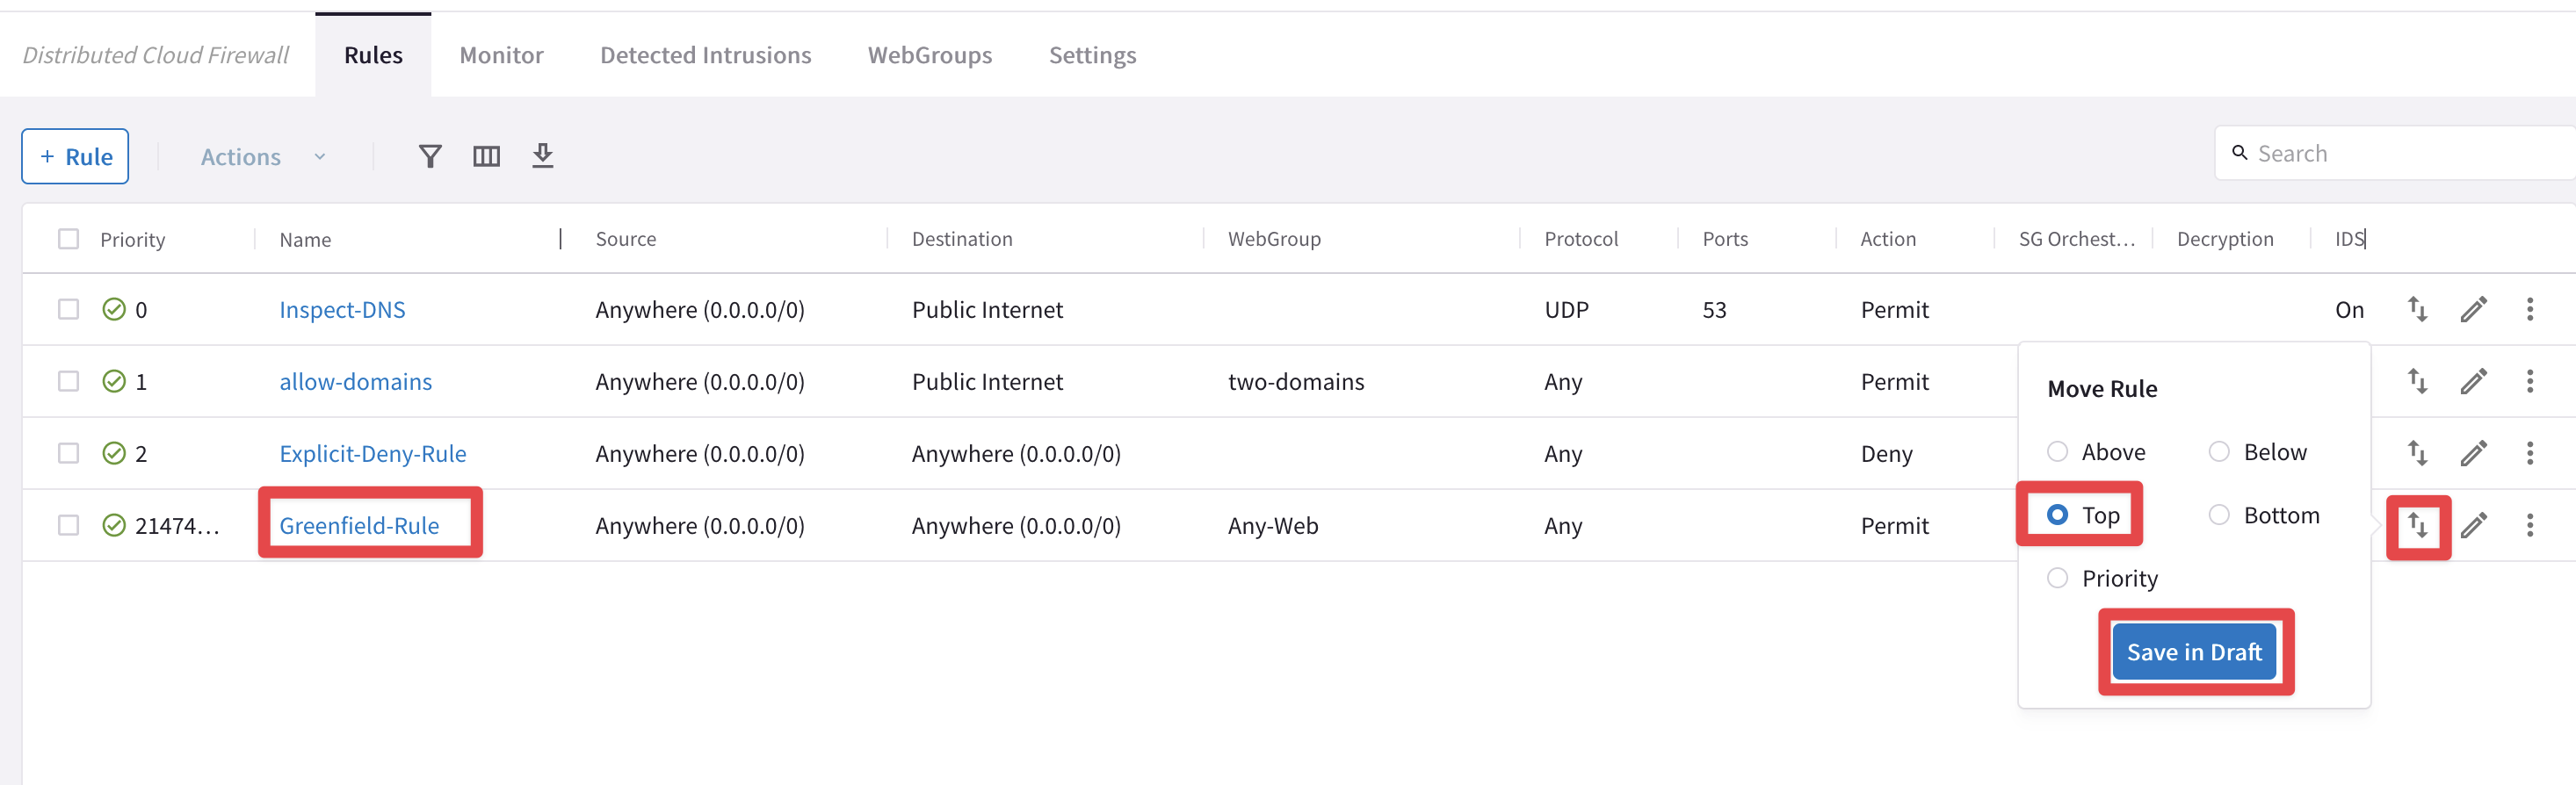 Distributed Cloud Firewall Rules Monitor Detected Intrusions WebGroups Settings
+ Rule Actions Search
Priority Name Source Destination WebGroup Protocol Ports Action SG Orchest... Decryption IDS
0 Inspect-DNS Anywhere (0.0.0.0/0) Public Internet UDP 53 Permit On
1 allow-domains Anywhere (0.0.0.0/0) Public Internet two-domains Any Permit
2 Explicit-Deny-Rule Anywhere (0.0.0.0/0) Anywhere (0.0.0.0/0) Any Deny
21474... Greenfield-Rule Anywhere (0.0.0.0/0) Anywhere (0.0.0.0/0) Any-Web Any Permit
Move Rule
Above Below
Top Bottom
Priority
Save in Draft